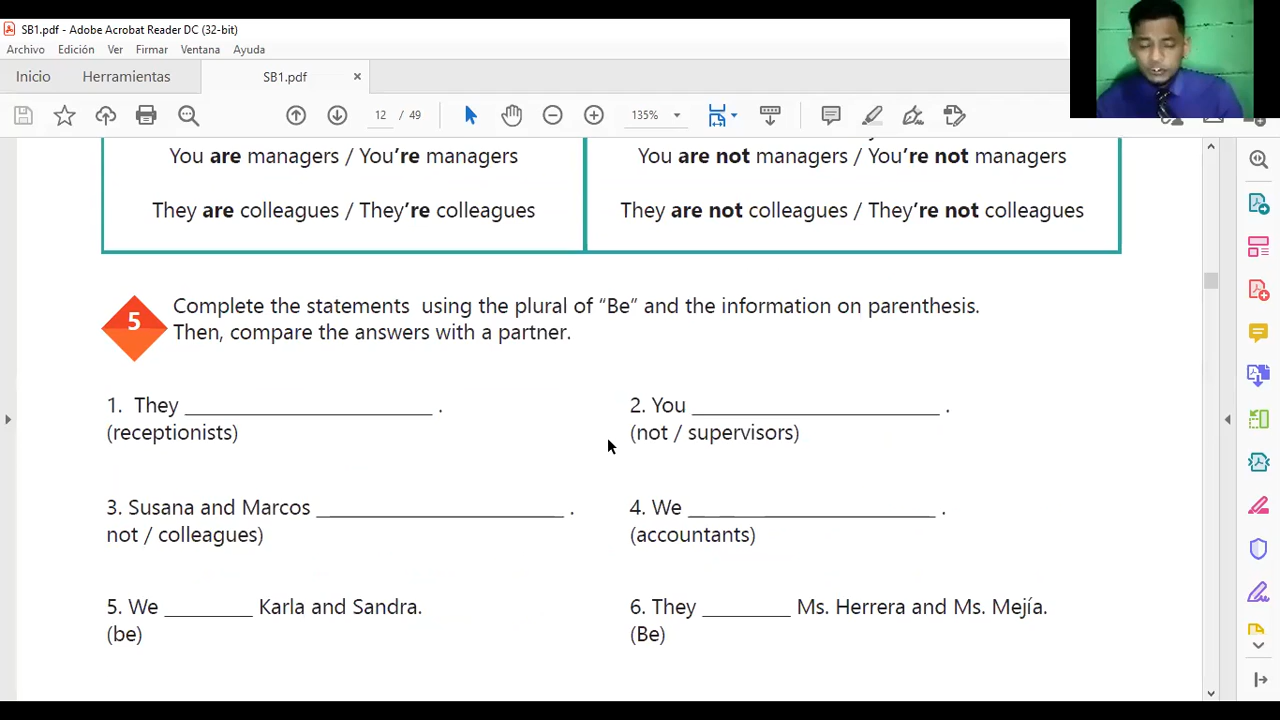 SB1.pdf - Adobe Acrobat Reader DC (32-bit)
Archivo Edición Ver Firmar Ventana Ayuda
Inicio Herramientas SB1.pdf ×
12 / 49 135%
You are managers / You're managers
You are not managers / You're not managers
They are colleagues / They're colleagues
They are not colleagues / They're not colleagues
5
Complete the statements using the plural of “Be” and the information on parenthesis.
Then, compare the answers with a partner.
1. They _________________________ .
(receptionists)
2. You _________________________ .
(not / supervisors)
3. Susana and Marcos _________________________ .
not / colleagues)
4. We _________________________ .
(accountants)
5. We _________ Karla and Sandra.
(be)
6. They _________ Ms. Herrera and Ms. Mejía.
(Be)